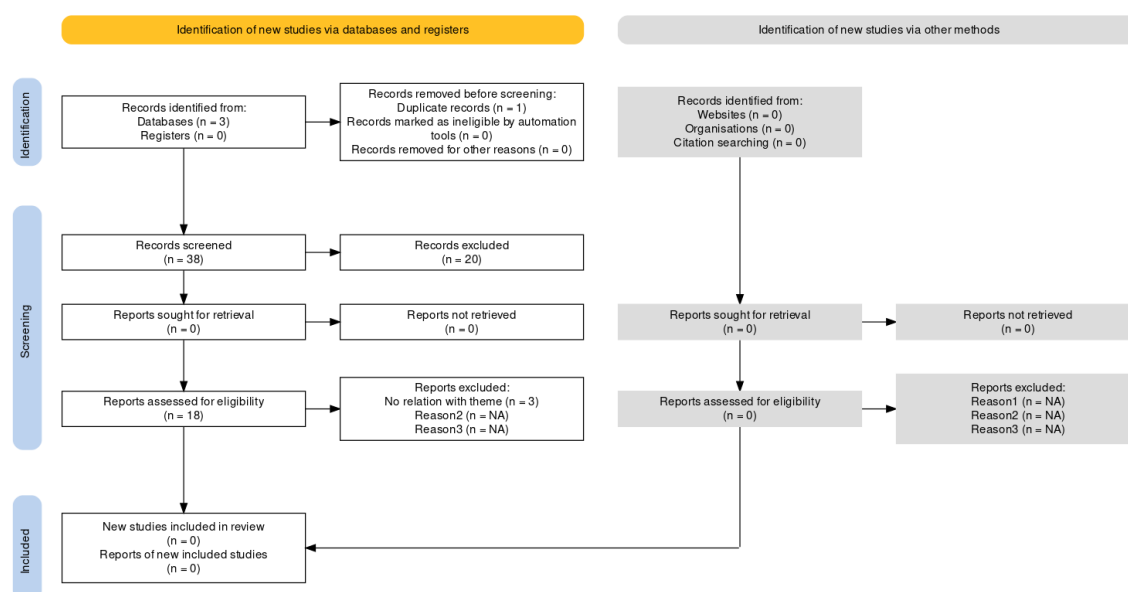 Identification of new studies via databases and registers
Identification of new studies via other methods
Identification
Records identified from:
Databases (n = 3)
Registers (n = 0)
Records removed before screening:
Duplicate records (n = 1)
Records marked as ineligible by automation
tools (n = 0)
Records removed for other reasons (n = 0)
Records identified from:
Websites (n = 0)
Organisations (n = 0)
Citation searching (n = 0)
Screening
Records screened
(n = 38)
Records excluded
(n = 20)
Reports sought for retrieval
(n = 0)
Reports not retrieved
(n = 0)
Reports sought for retrieval
(n = 0)
Reports not retrieved
(n = 0)
Reports assessed for eligibility
(n = 18)
Reports excluded:
No relation with theme (n = 3)
Reason2 (n = NA)
Reason3 (n = NA)
Reports assessed for eligibility
(n = 0)
Reports excluded:
Reason1 (n = NA)
Reason2 (n = NA)
Reason3 (n = NA)
Included
New studies included in review
(n = 0)
Reports of new included studies
(n = 0)